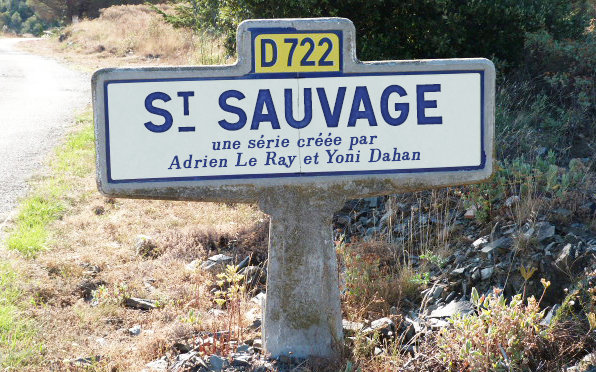 D722
ST SAUVAGE
une série créée par
Adrien Le Ray et Yoni Dahan